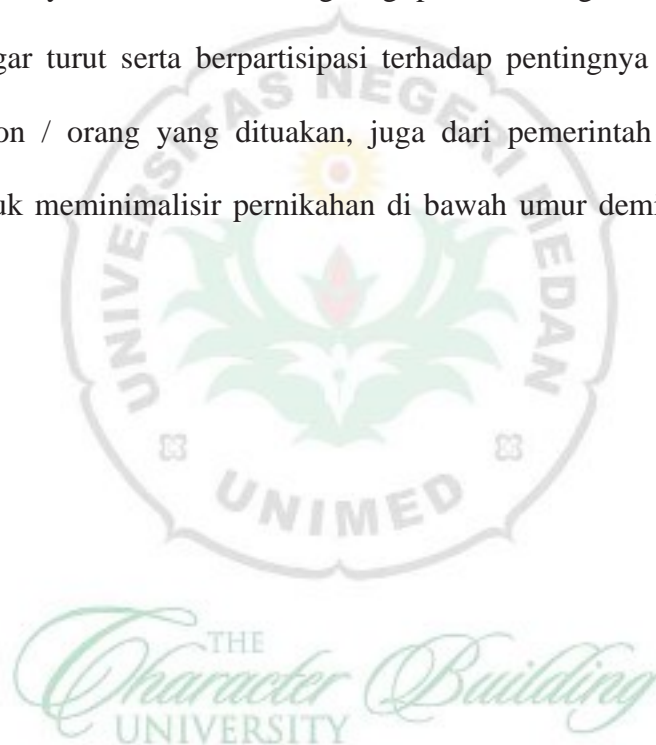 gar turut serta berpartisipasi terhadap pentingnya
on / orang yang dituakan, juga dari pemerintah
uk meminimalisir pernikahan di bawah umur demi
UNIVERSITAS NEGERI MEDAN
UNIMED
THE
Character Building
UNIVERSITY